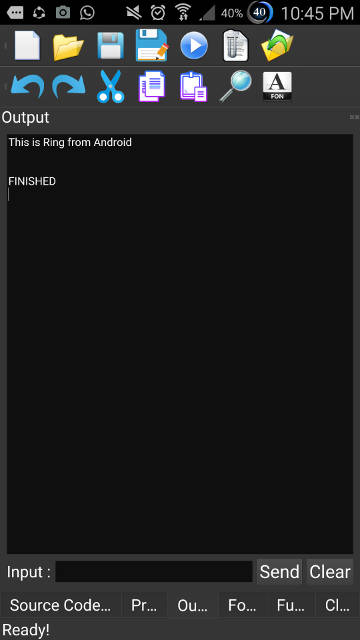 40% 40 10:45 PM
A
FON
Output
This is Ring from Android
FINISHED
Input : Send Clear
Source Code... Pr... Ou... Fo... Fu... Cl...
Ready!